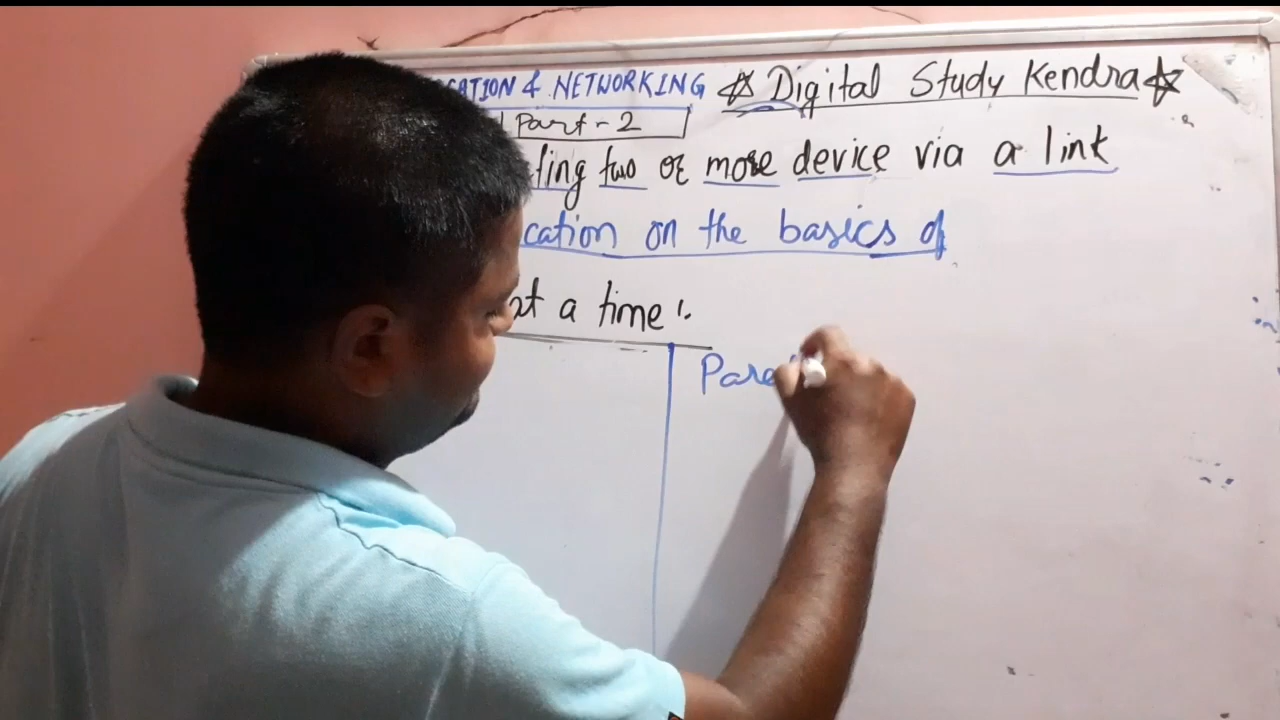 CATION & NETWORKING ☆ Digital Study Kendra ☆
Part - 2
ting two or more device via a link
cation on the basics of
at a time !.
Para